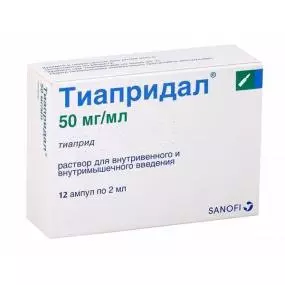 Тиапридал®
50 мг/мл
тиаприд
раствор для внутривенного и
внутримышечного введения
12 ампул по 2 мл
SANOFI